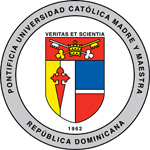 PONTIFICIA UNIVERSIDAD CATÓLICA MADRE Y MAESTRA
VERITAS ET SCIENTIA
1962
REPÚBLICA DOMINICANA